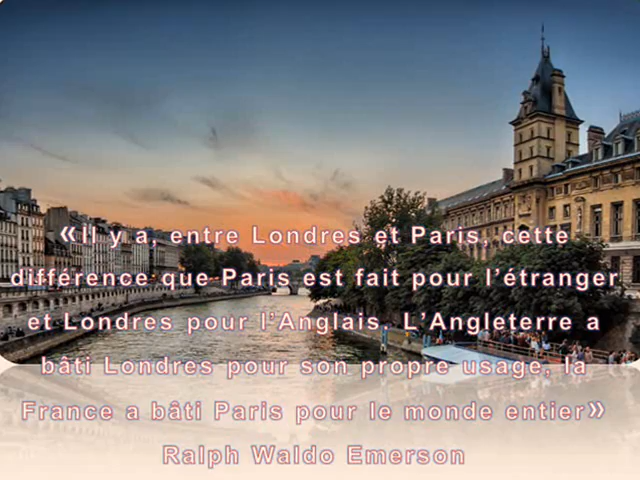 «Il y a, entre Londres et Paris, cette
différence que Paris est fait pour l’étranger
et Londres pour l’Anglais. L’Angleterre a
bâti Londres pour son propre usage, la
France a bâti Paris pour le monde entier»
Ralph Waldo Emerson